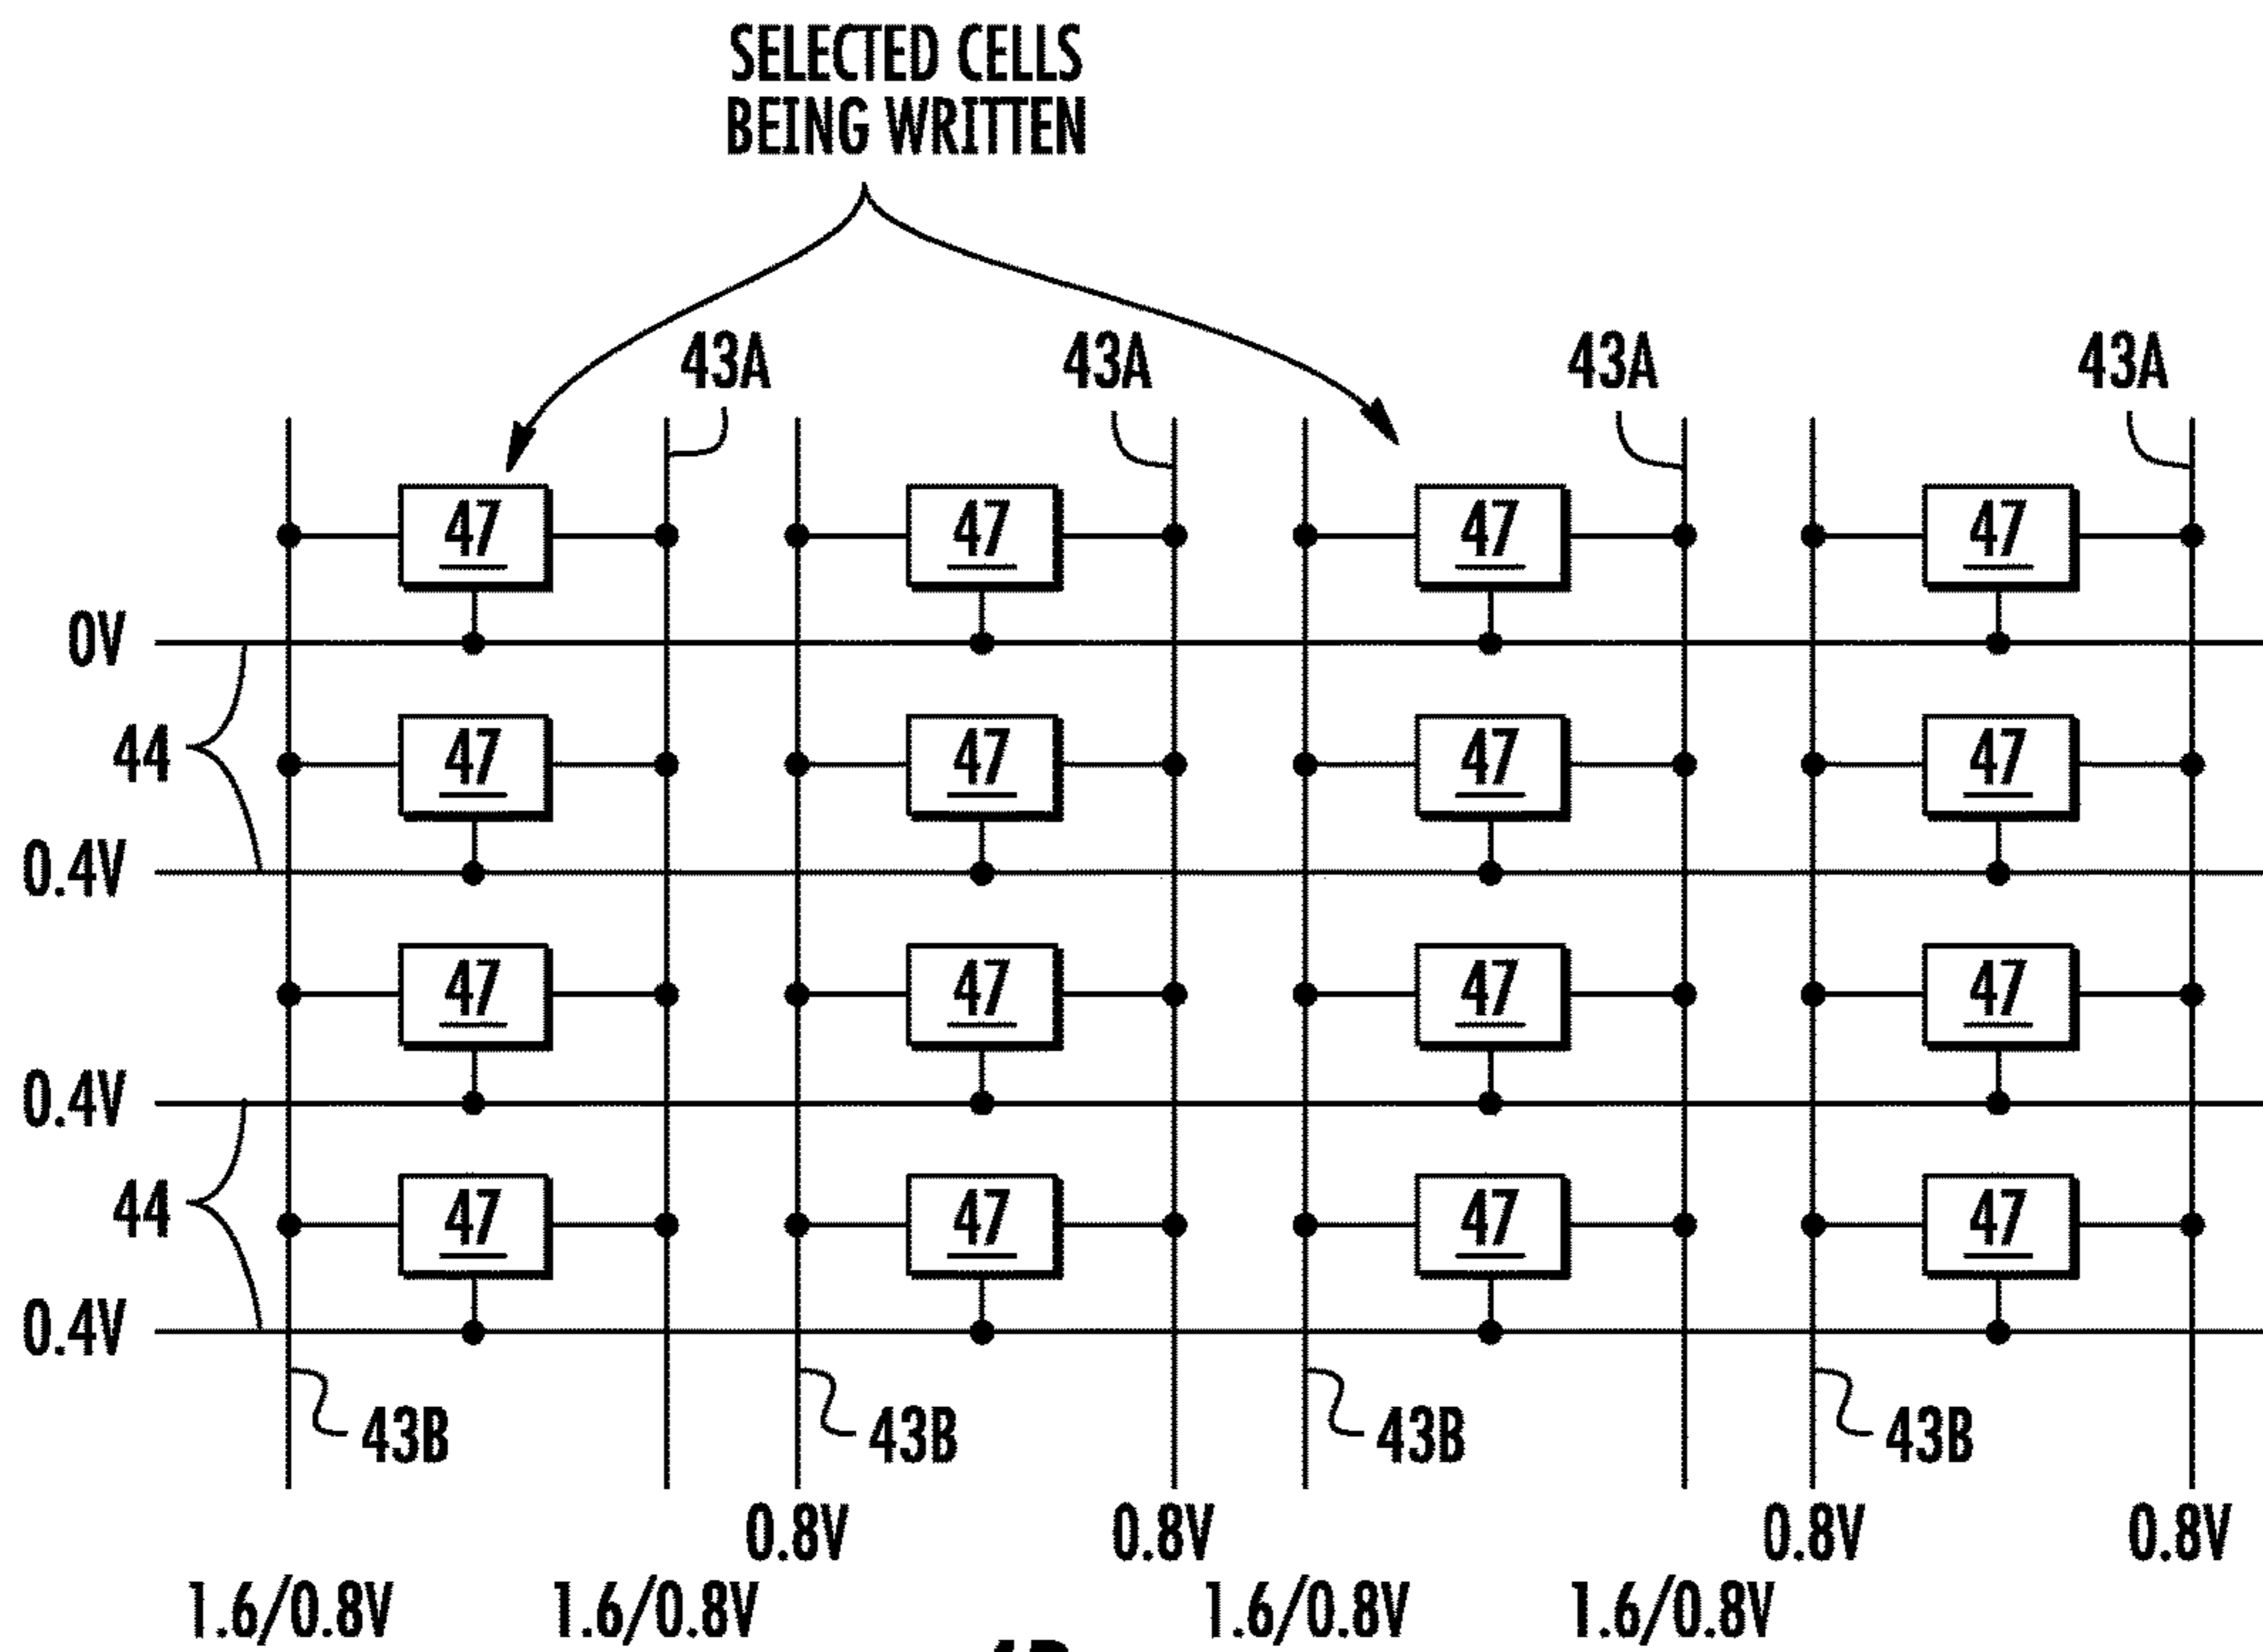 SELECTED CELLS
BEING WRITTEN
43A 43A 43A 43A
47 47 47 47
0V
44
47 47 47 47
0.4V
47 47 47 47
0.4V
44
47 47 47 47
0.4V
43B 43B 43B 43B
0.8V 0.8V 0.8V 0.8V
1.6/0.8V 1.6/0.8V 1.6/0.8V 1.6/0.8V